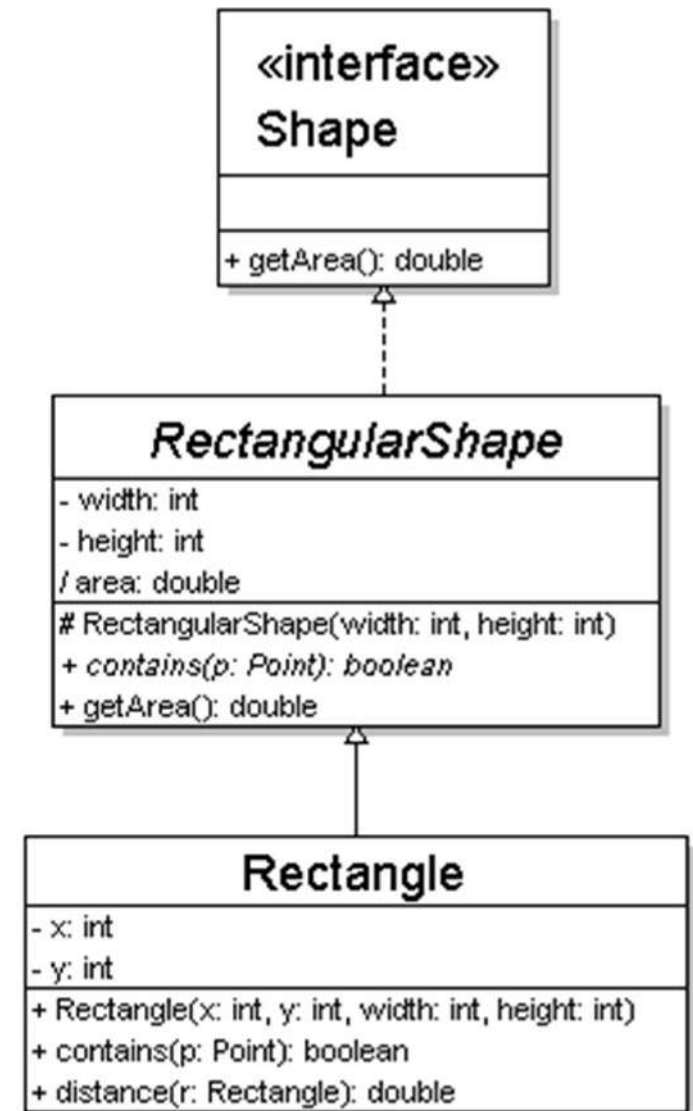 «interface»
Shape
+ getArea(): double
RectangularShape
- width: int
- height: int
/ area: double
# RectangularShape(width: int, height: int)
+ contains(p: Point): boolean
+ getArea(): double
Rectangle
- x: int
- y: int
+ Rectangle(x: int, y: int, width: int, height: int)
+ contains(p: Point): boolean
+ distance(r: Rectangle): double